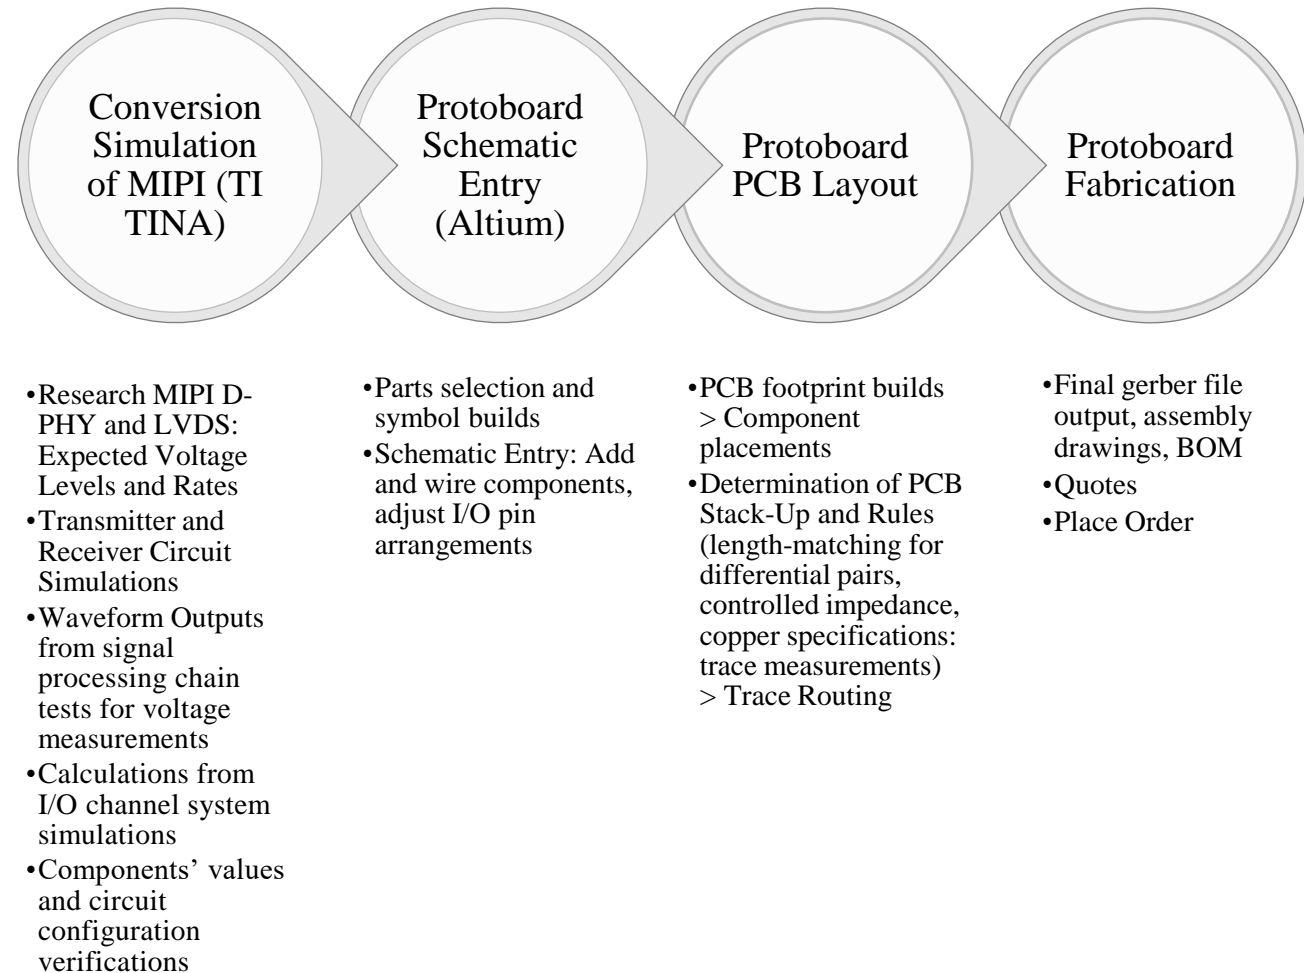 Conversion
Simulation
of MIPI (TI
TINA)
Protoboard
Schematic
Entry
(Altium)
Protoboard
PCB Layout
Protoboard
Fabrication
•Research MIPI D-
PHY and LVDS:
Expected Voltage
Levels and Rates
•Transmitter and
Receiver Circuit
Simulations
•Waveform Outputs
from signal
processing chain
tests for voltage
measurements
•Calculations from
I/O channel system
simulations
•Components’ values
and circuit
configuration
verifications
•Parts selection and
symbol builds
•Schematic Entry: Add
and wire components,
adjust I/O pin
arrangements
•PCB footprint builds
> Component
placements
•Determination of PCB
Stack-Up and Rules
(length-matching for
differential pairs,
controlled impedance,
copper specifications:
trace measurements)
> Trace Routing
•Final gerber file
output, assembly
drawings, BOM
•Quotes
•Place Order